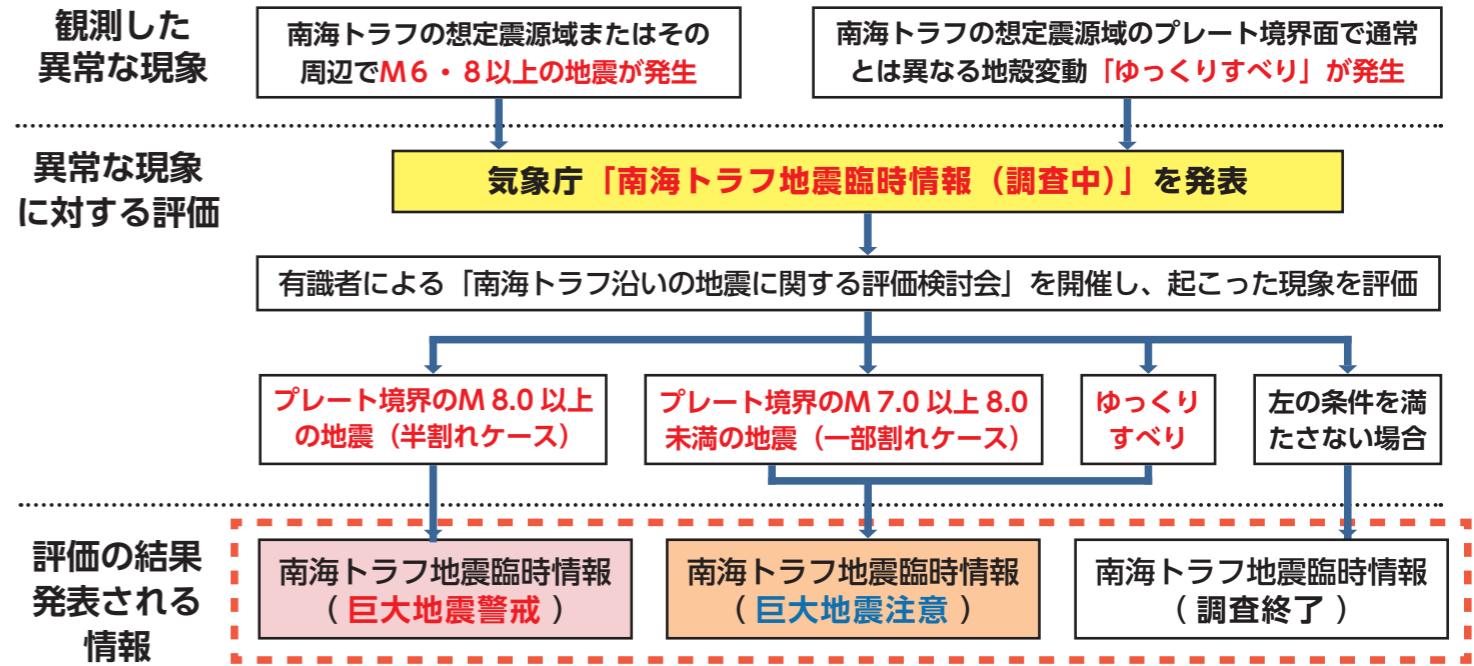 観測した
異常な現象
南海トラフの想定震源域またはその
周辺でM６・８以上の地震が発生
南海トラフの想定震源域のプレート境界面で通常
とは異なる地殻変動「ゆっくりすべり」が発生
異常な現象
に対する評価
気象庁「南海トラフ地震臨時情報（調査中）」を発表
有識者による「南海トラフ沿いの地震に関する評価検討会」を開催し、起こった現象を評価
プレート境界のM 8.0 以上
の地震（半割れケース）
プレート境界のM 7.0 以上 8.0
未満の地震（一部割れケース）
ゆっくり
すべり
左の条件を満
たさない場合
評価の結果
発表される
情報
南海トラフ地震臨時情報
（ 巨大地震警戒 ）
南海トラフ地震臨時情報
（ 巨大地震注意 ）
南海トラフ地震臨時情報
（ 調査終了 ）